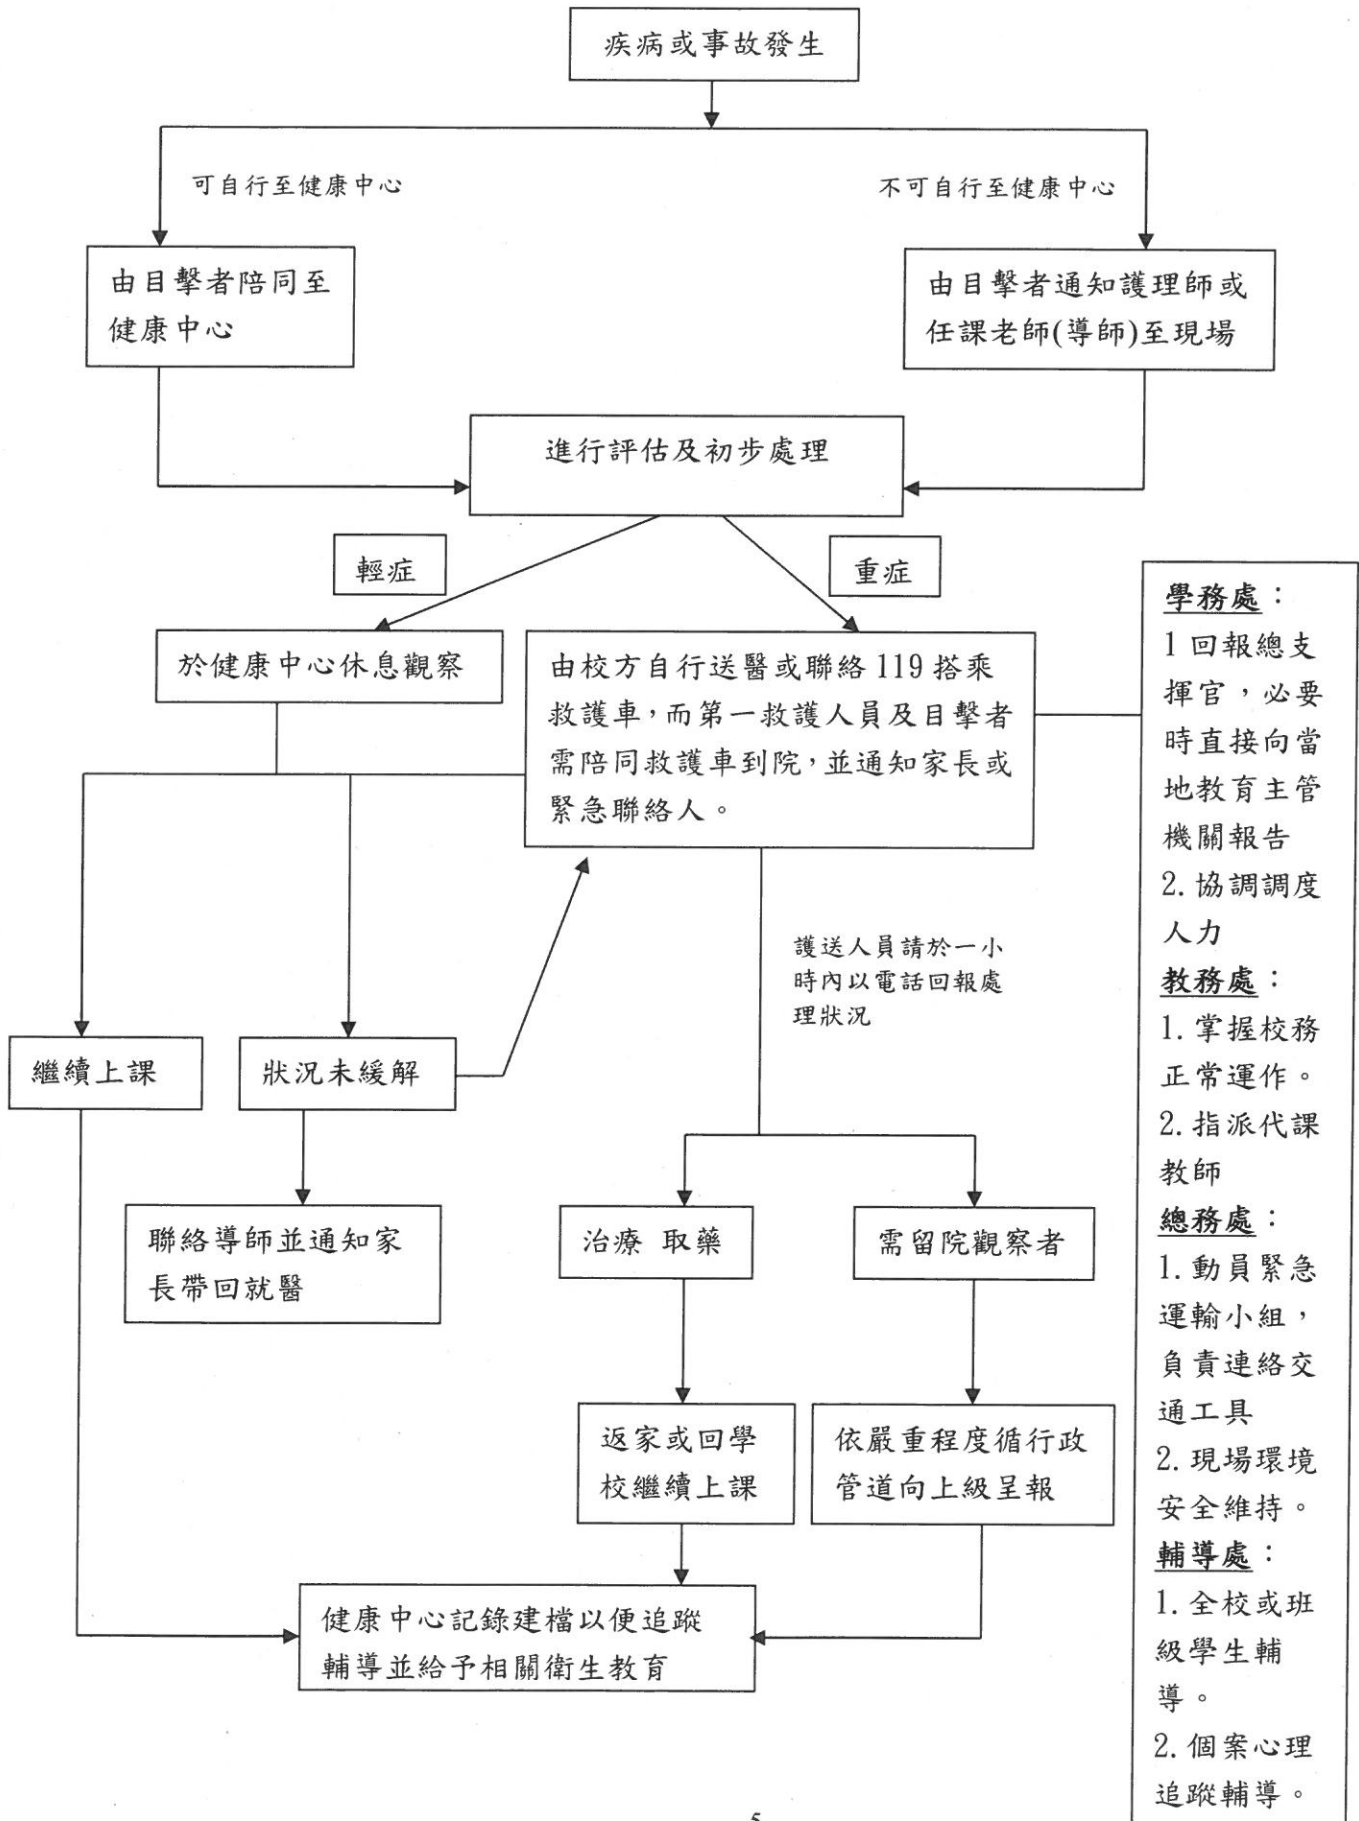 疾病或事故發生
可自行至健康中心
不可自行至健康中心
由目擊者陪同至
健康中心
由目擊者通知護理師或
任課老師(導師)至現場
進行評估及初步處理
輕症
重症
於健康中心休息觀察
由校方自行送醫或聯絡 119 搭乘
救護車,而第一救護人員及目擊者
需陪同救護車到院,並通知家長或
緊急聯絡人。
護送人員請於一小
時內以電話回報處
理狀況
繼續上課
狀況未緩解
聯絡導師並通知家
長帶回就醫
治療 取藥
需留院觀察者
返家或回學
校繼續上課
依嚴重程度循行政
管道向上級呈報
健康中心記錄建檔以便追蹤
輔導並給予相關衛生教育
學務處:
1 回報總支
揮官,必要
時直接向當
地教育主管
機關報告
2. 協調調度
人力
教務處:
1. 掌握校務
正常運作。
2. 指派代課
教師
總務處:
1. 動員緊急
運輸小組,
負責連絡交
通工具
2. 現場環境
安全維持。
輔導處:
1. 全校或班
級學生輔
導。
2. 個案心理
追蹤輔導。